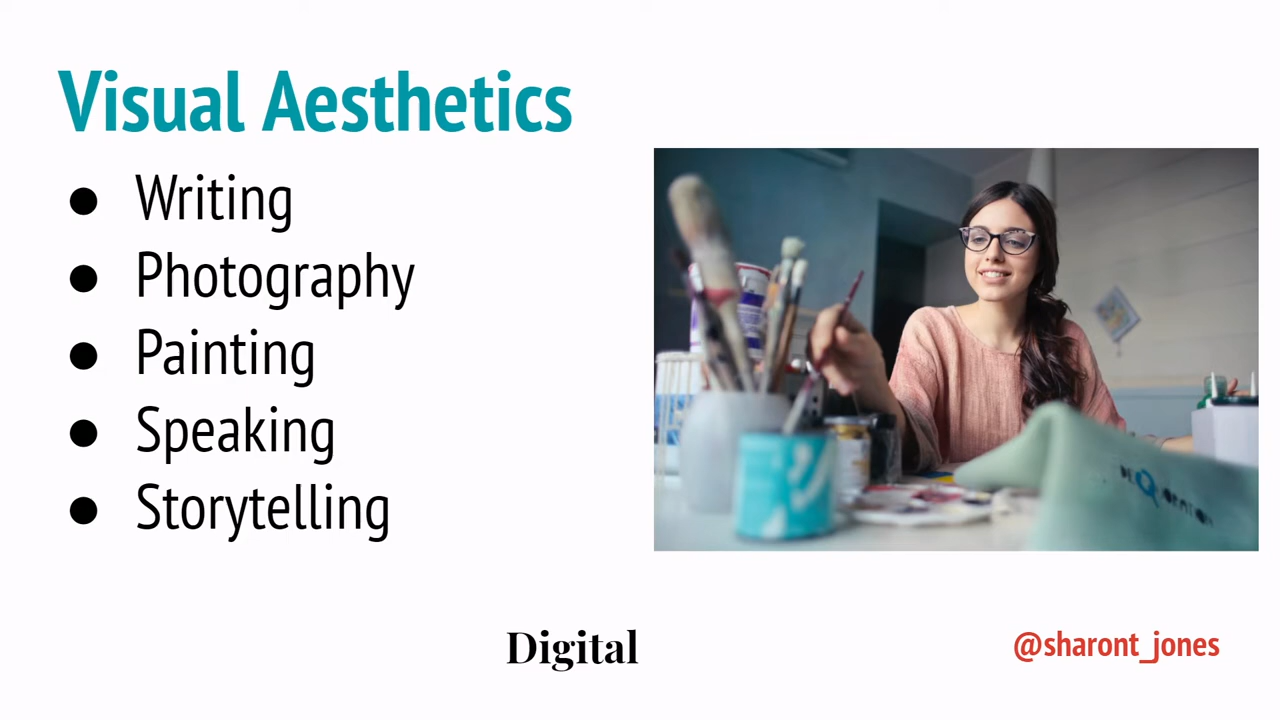 Visual Aesthetics
● Writing
● Photography
● Painting
● Speaking
● Storytelling
Digital
@sharont_jones